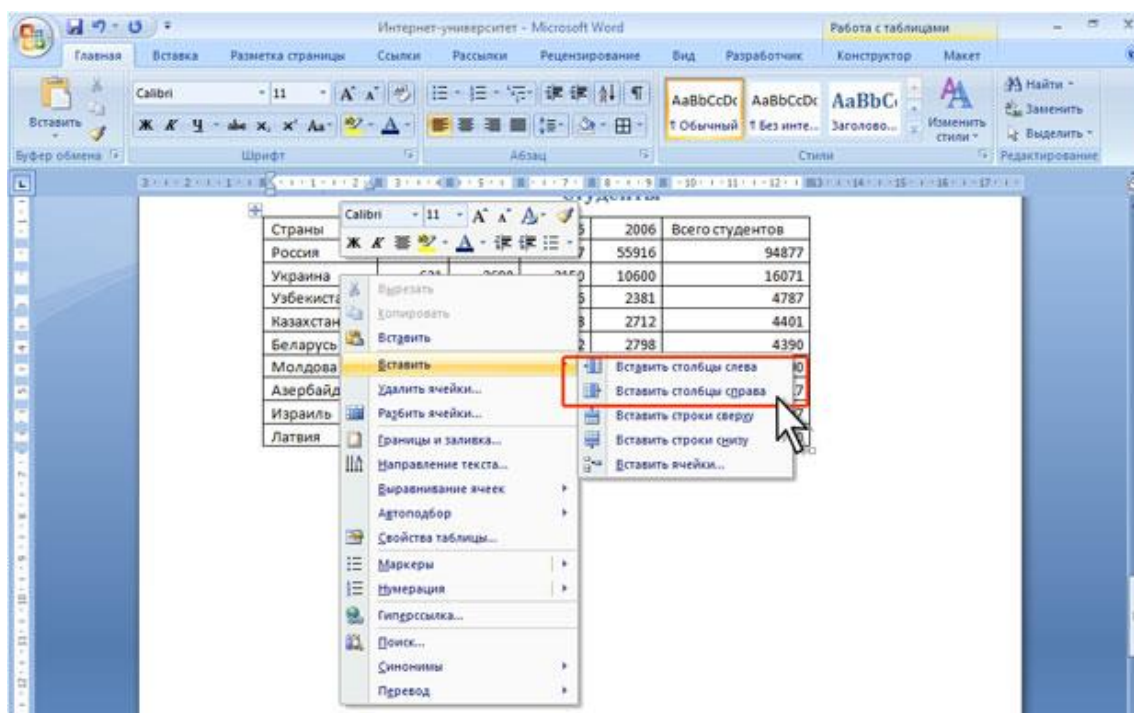 Интернет-университет - Microsoft Word
Работа с таблицами
Главная Вставка Разметка страницы Ссылки Рассылки Рецензирование Вид Разработчик Конструктор Макет
Вставить
Calibri 11
Ж К Ч abc x₂ x² Aa
AaBbCcDc AaBbCcDc AaBbC
¶ Обычный ¶ Без инте... Заголово...
Изменить стили
Найти
Заменить
Выделить
Буфер обмена Шрифт Абзац Стили Редактирование
Calibri 11
Ж К
Страны 2006 Всего студентов
Россия 55916 94877
Украина 10600 16071
2381 4787
Казахстан 2712 4401
Беларусь 2798 4390
Молдова
Израиль
Латвия
Вырезать
Копировать
Вставить
Вставить
Удалить ячейки...
Разбить ячейки...
Границы и заливка...
Направление текста...
Выравнивание ячеек
Автоподбор
Свойства таблицы...
Маркеры
Нумерация
Гиперссылка...
Поиск...
Синонимы
Перевод
Вставить столбцы слева
Вставить столбцы справа
Вставить строки сверху
Вставить строки снизу
Вставить ячейки...